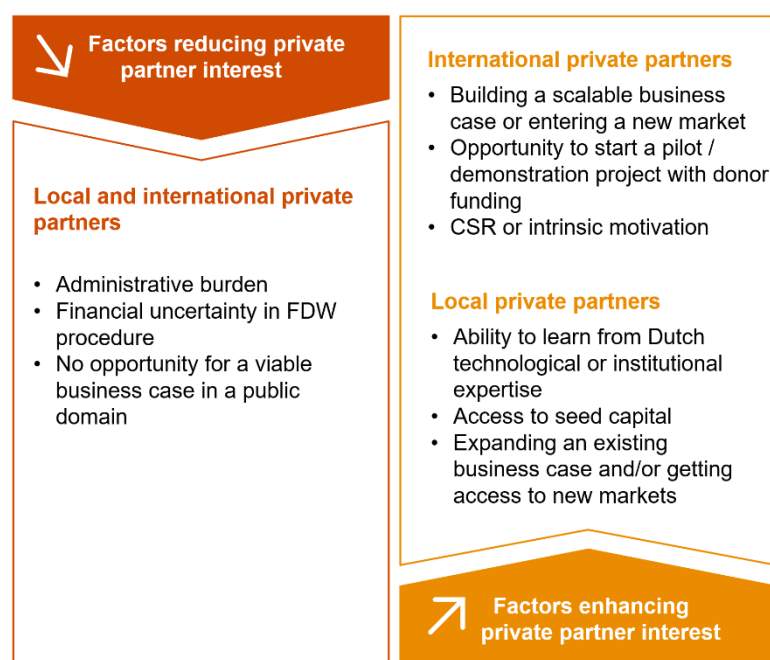 Factors reducing private
partner interest
Local and international private
partners
• Administrative burden
• Financial uncertainty in FDW
procedure
• No opportunity for a viable
business case in a public
domain
International private partners
• Building a scalable business
case or entering a new market
• Opportunity to start a pilot /
demonstration project with donor
funding
• CSR or intrinsic motivation
Local private partners
• Ability to learn from Dutch
technological or institutional
expertise
• Access to seed capital
• Expanding an existing
business case and/or getting
access to new markets
Factors enhancing
private partner interest